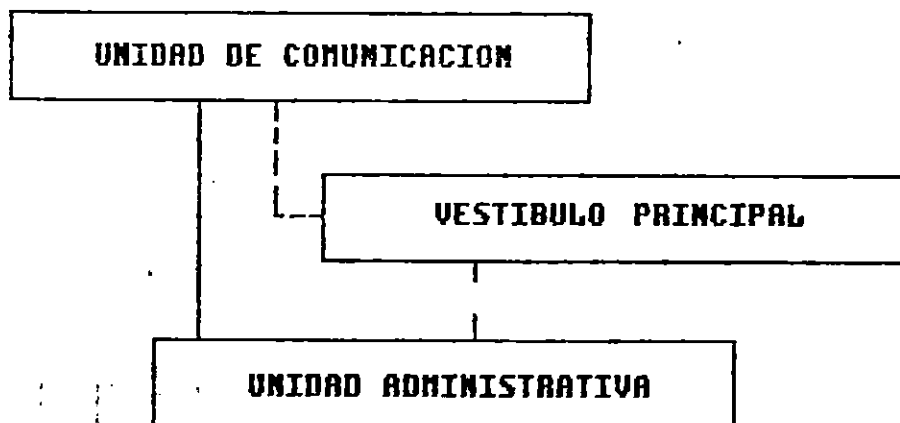 UNIDAD DE COMUNICACION
VESTIBULO PRINCIPAL
UNIDAD ADMINISTRATIVA